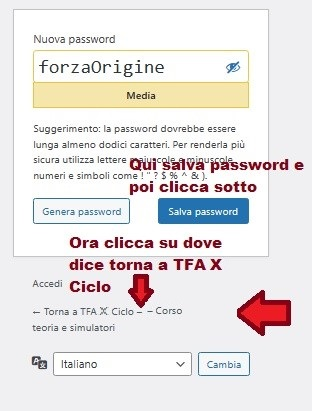 Nuova password
forzaOrigine
Media
Suggerimento: la password dovrebbe essere
lunga almeno dodici caratteri. Per renderla più
sicura utilizza lettere maiuscole e minuscole,
numeri e simboli come ! " ? $ % ^ & ).
Qui salva password e
poi clicca sotto
Genera password
Salva password
Ora clicca su dove
dice torna a TFA X
Ciclo
Accedi
← Torna a TFA X Ciclo – – Corso
teoria e simulatori
Italiano
Cambia